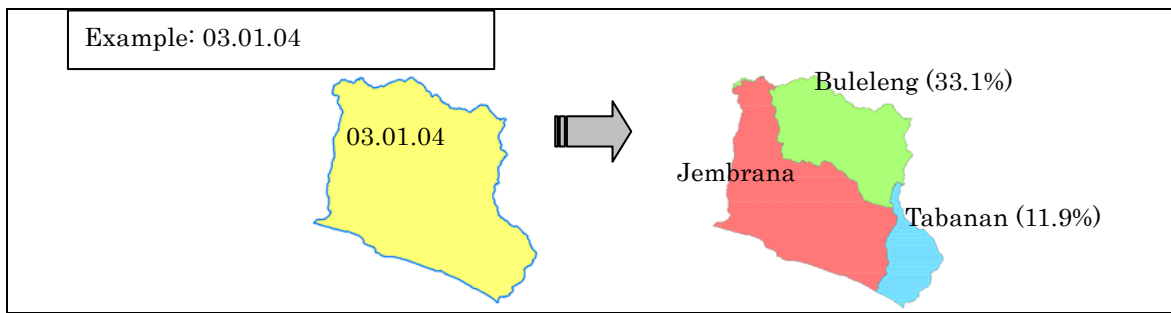 Example: 03.01.04
03.01.04
Buleleng (33.1%)
Jembrana
Tabanan (11.9%)